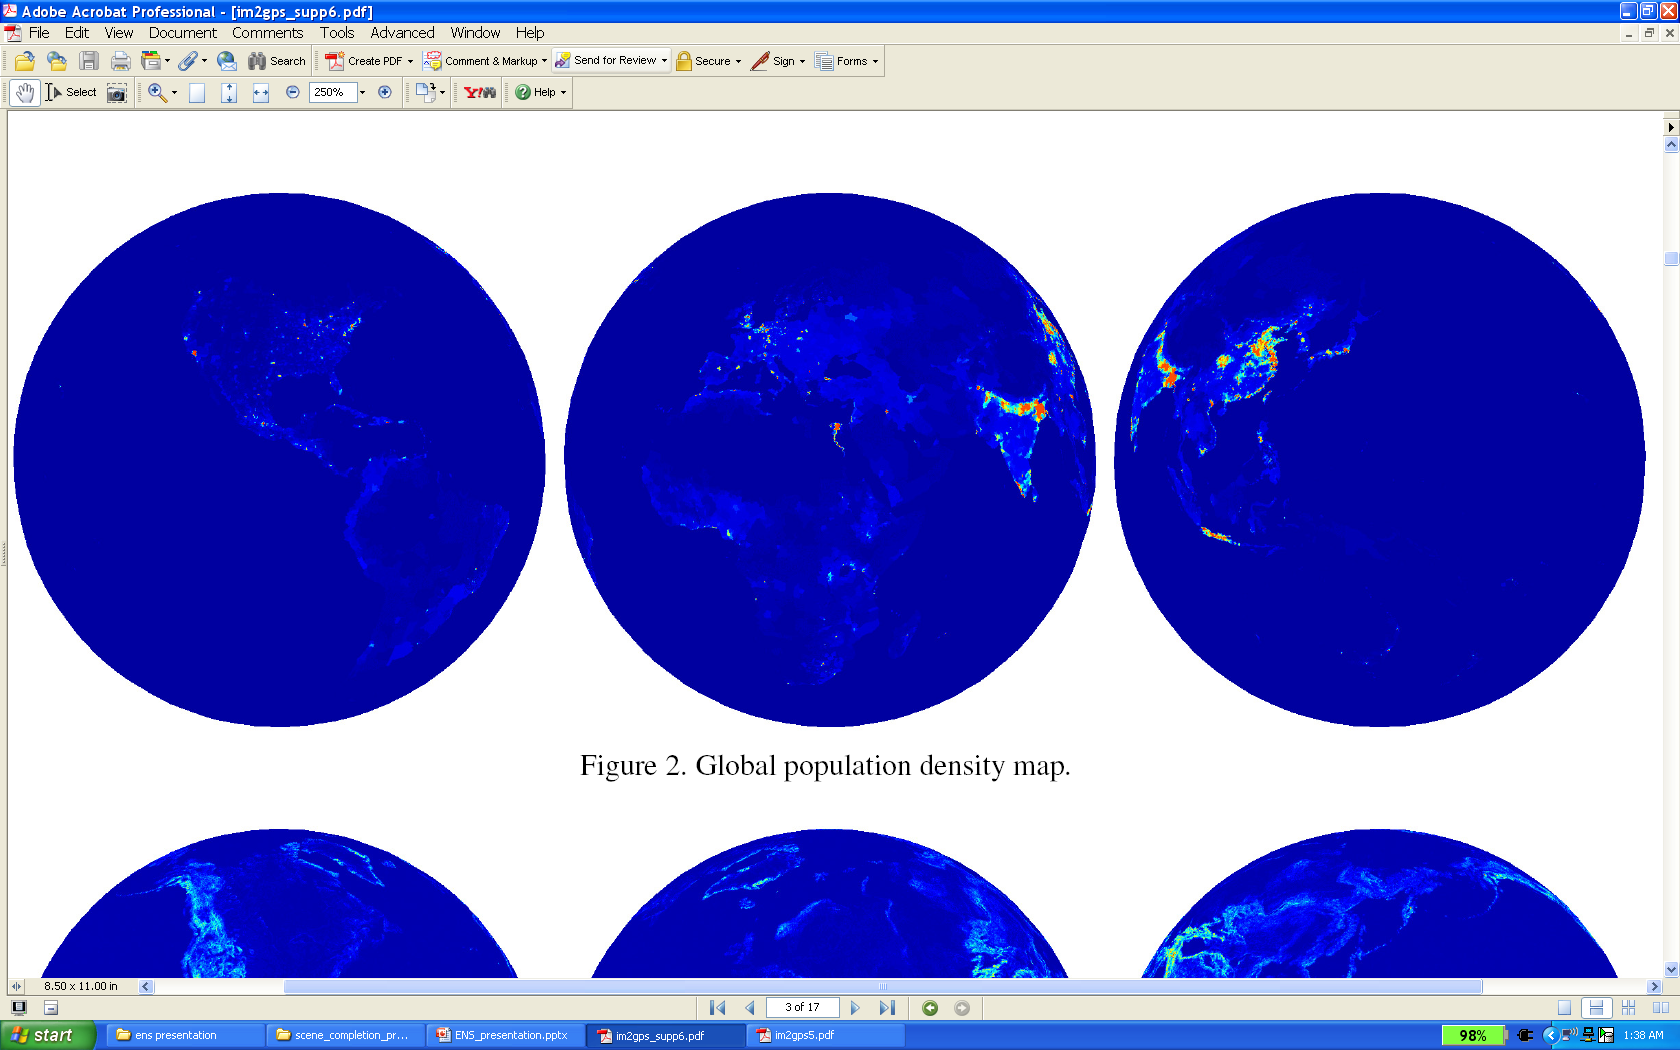 Adobe Acrobat Professional - [im2gps_supp6.pdf]
File Edit View Document Comments Tools Advanced Window Help
Search Create PDF Comment & Markup Send for Review Secure Sign Forms
Select 250% Y! Help
Figure 2. Global population density map.
8.50 x 11.00 in
3 of 17
start ens presentation scene_completion_pr... ENS_presentation.pptx im2gps_supp6.pdf im2gps5.pdf 98% 1:38 AM